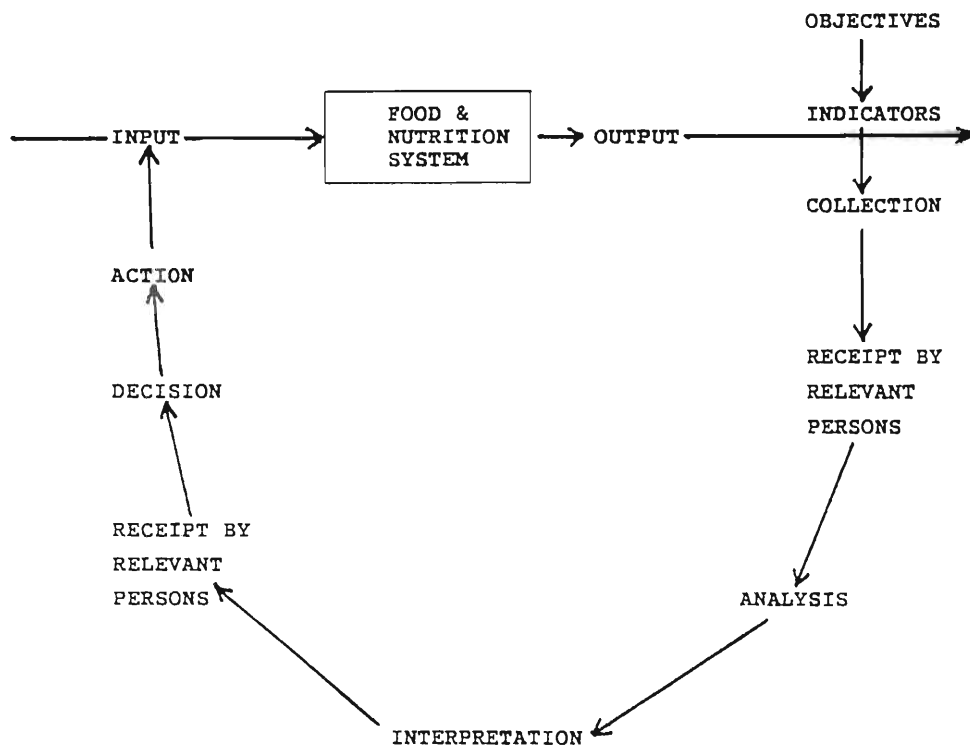 OBJECTIVES
INDICATORS
INPUT
FOOD &
NUTRITION
SYSTEM
OUTPUT
COLLECTION
ACTION
RECEIPT BY
RELEVANT
PERSONS
DECISION
RECEIPT BY
RELEVANT
PERSONS
ANALYSIS
INTERPRETATION